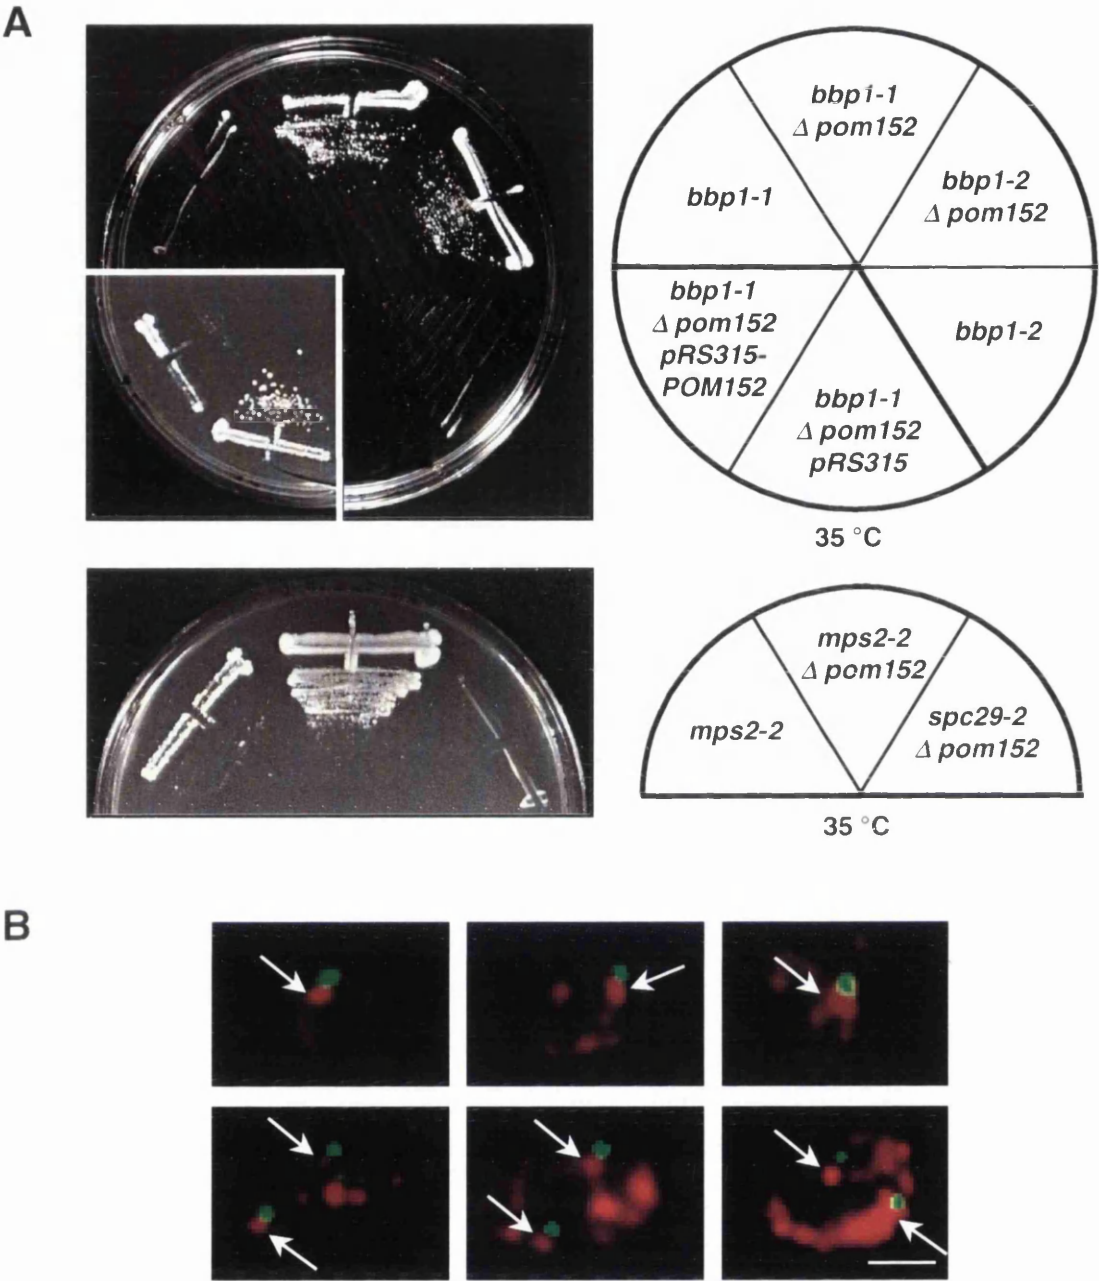 A
bbp1-1
Δ pom152
bbp1-1
bbp1-2
Δ pom152
bbp1-1
Δ pom152
pRS315-
POM152
bbp1-2
bbp1-1
Δ pom152
pRS315
35 °C
mps2-2
Δ pom152
mps2-2
spc29-2
Δ pom152
35 °C
B